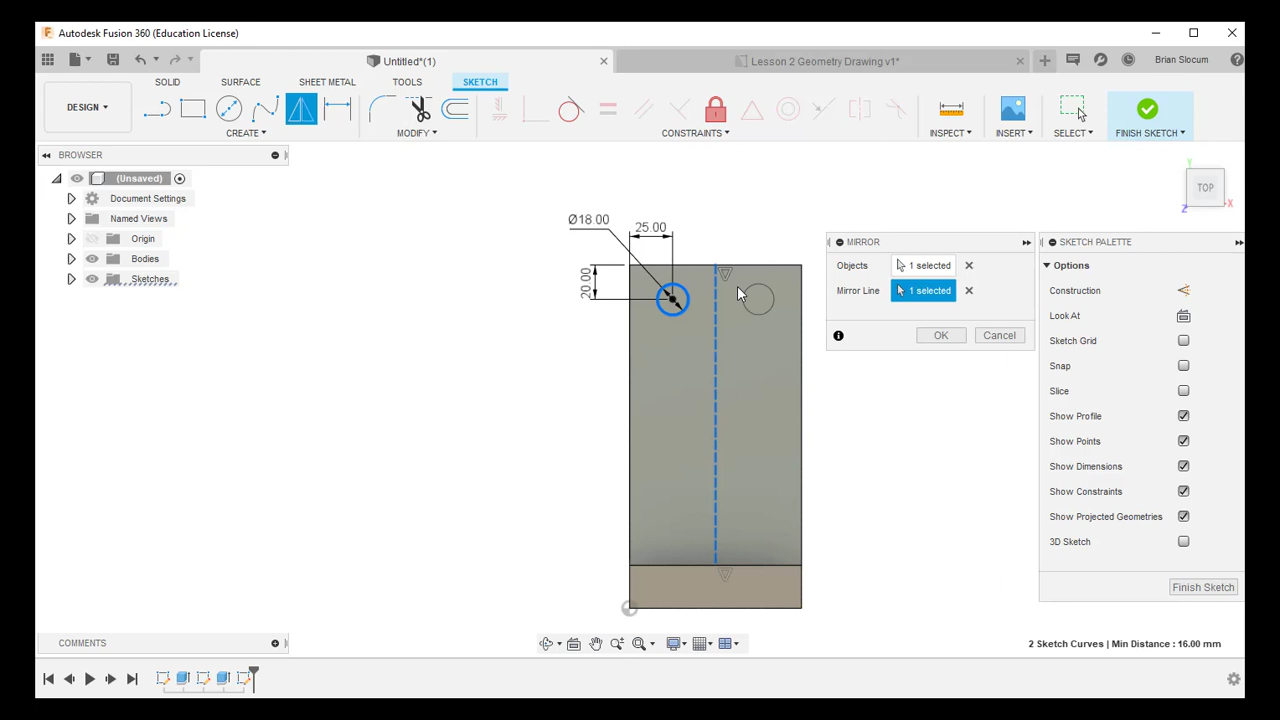 Autodesk Fusion 360 (Education License)
Untitled*(1)
Lesson 2 Geometry Drawing v1*
Brian Slocum
DESIGN
SOLID
SURFACE
SHEET METAL
TOOLS
SKETCH
CREATE
MODIFY
CONSTRAINTS
INSPECT
INSERT
SELECT
FINISH SKETCH
BROWSER
(Unsaved)
Document Settings
Named Views
Origin
Bodies
Sketches
Ø18.00
25.00
20.00
TOP
Y
X
Z
MIRROR
Objects 1 selected
Mirror Line 1 selected
OK Cancel
SKETCH PALETTE
Options
Construction
Look At
Sketch Grid
Snap
Slice
Show Profile
Show Points
Show Dimensions
Show Constraints
Show Projected Geometries
3D Sketch
Finish Sketch
COMMENTS
2 Sketch Curves | Min Distance : 16.00 mm